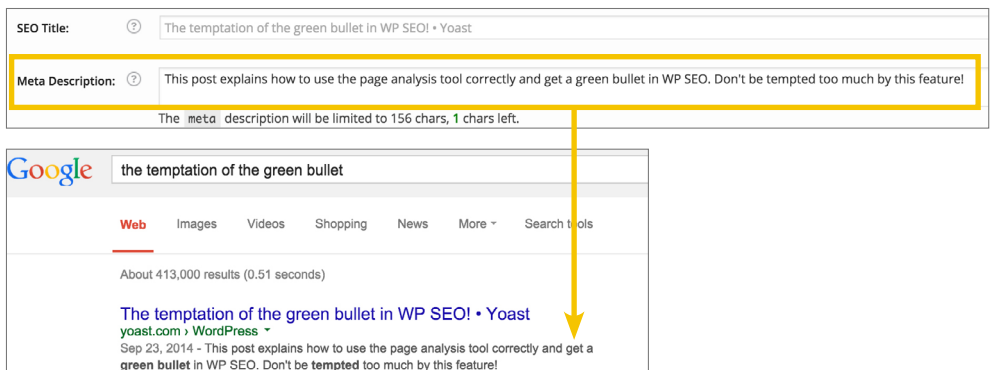 SEO Title: ? The temptation of the green bullet in WP SEO! • Yoast
Meta Description: ? This post explains how to use the page analysis tool correctly and get a green bullet in WP SEO. Don't be tempted too much by this feature!
The meta description will be limited to 156 chars, 1 chars left.
Google the temptation of the green bullet
Web Images Videos Shopping News More Search tools
About 413,000 results (0.51 seconds)
The temptation of the green bullet in WP SEO! • Yoast
yoast.com › WordPress
Sep 23, 2014 - This post explains how to use the page analysis tool correctly and get a
green bullet in WP SEO. Don't be tempted too much by this feature!